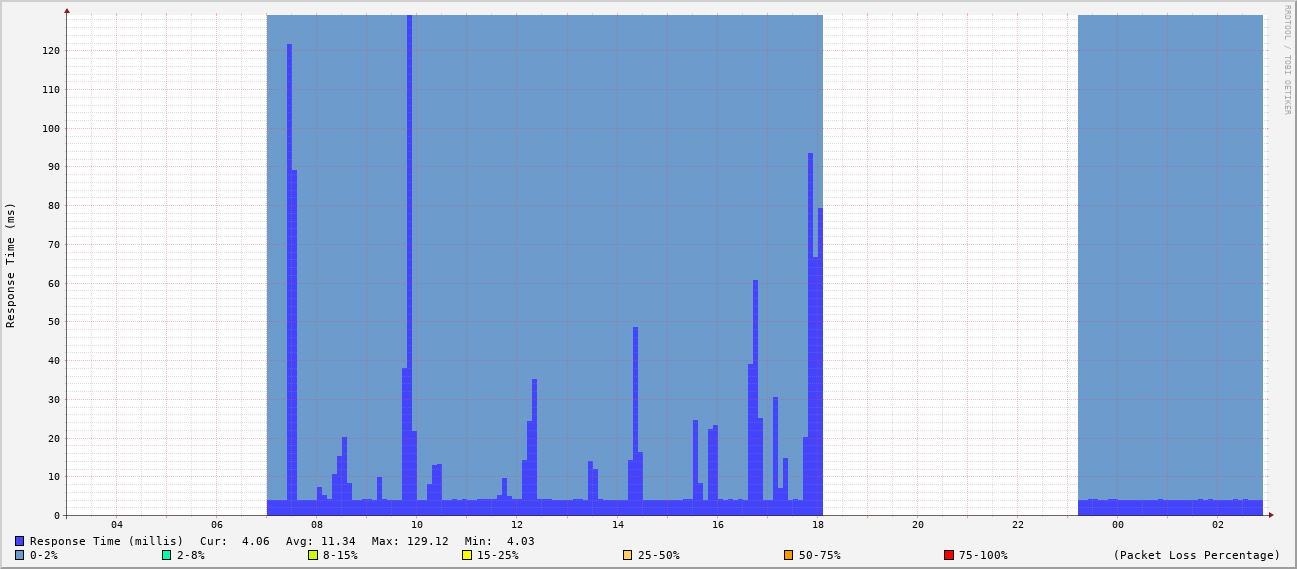 RRDTOOL / TOBI OETIKER
Response Time (ms)
120
110
100
90
80
70
60
50
40
30
20
10
0
04 06 08 10 12 14 16 18 20 22 00 02
Response Time (millis) Cur: 4.06 Avg: 11.34 Max: 129.12 Min: 4.03
0-2% 2-8% 8-15% 15-25% 25-50% 50-75% 75-100% (Packet Loss Percentage)